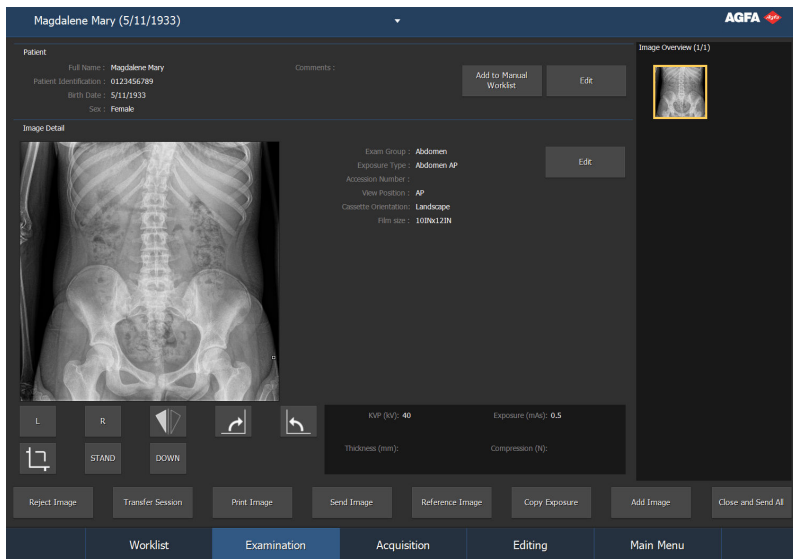 Magdalene Mary (5/11/1933)
AGFA
Patient
Full Name : Magdalene Mary
Comments :
Patient Identification : 0123456789
Birth Date : 5/11/1933
Sex : Female
Add to Manual
Worklist
Edit
Image Overview (1/1)
Image Detail
Exam Group : Abdomen
Exposure Type : Abdomen AP
Accession Number :
View Position : AP
Cassette Orientation: Landscape
Film size : 10INx12IN
Edit
L
R
STAND
DOWN
KVP (kV): 40
Exposure (mAs): 0.5
Thickness (mm):
Compression (N):
Reject Image
Transfer Session
Print Image
Send Image
Reference Image
Copy Exposure
Add Image
Close and Send All
Worklist
Examination
Acquisition
Editing
Main Menu